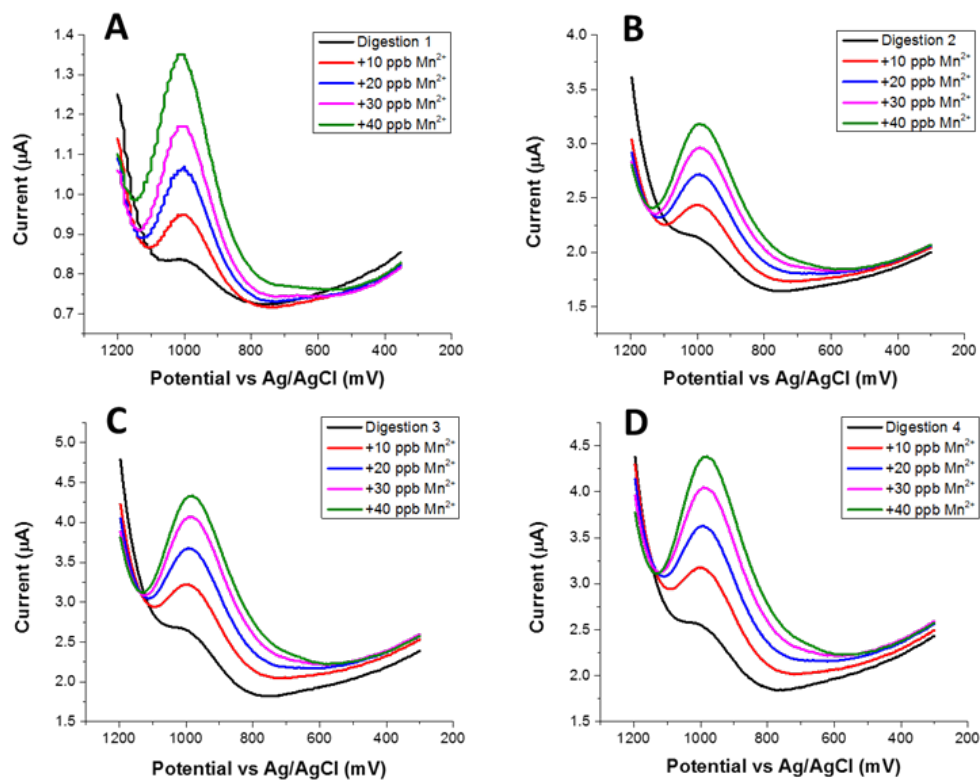 A
Digestion 1
+10 ppb Mn²⁺
+20 ppb Mn²⁺
+30 ppb Mn²⁺
+40 ppb Mn²⁺
1.4
1.3
1.2
1.1
1.0
0.9
0.8
0.7
Current (µA)
1200 1000 800 600 400 200
Potential vs Ag/AgCl (mV)
B
Digestion 2
+10 ppb Mn²⁺
+20 ppb Mn²⁺
+30 ppb Mn²⁺
+40 ppb Mn²⁺
4.0
3.5
3.0
2.5
2.0
1.5
Current (µA)
1200 1000 800 600 400 200
Potential vs Ag/AgCl (mV)
C
Digestion 3
+10 ppb Mn²⁺
+20 ppb Mn²⁺
+30 ppb Mn²⁺
+40 ppb Mn²⁺
5.0
4.5
4.0
3.5
3.0
2.5
2.0
1.5
Current (µA)
1200 1000 800 600 400 200
Potential vs Ag/AgCl (mV)
D
Digestion 4
+10 ppb Mn²⁺
+20 ppb Mn²⁺
+30 ppb Mn²⁺
+40 ppb Mn²⁺
4.5
4.0
3.5
3.0
2.5
2.0
1.5
Current (µA)
1200 1000 800 600 400 200
Potential vs Ag/AgCl (mV)